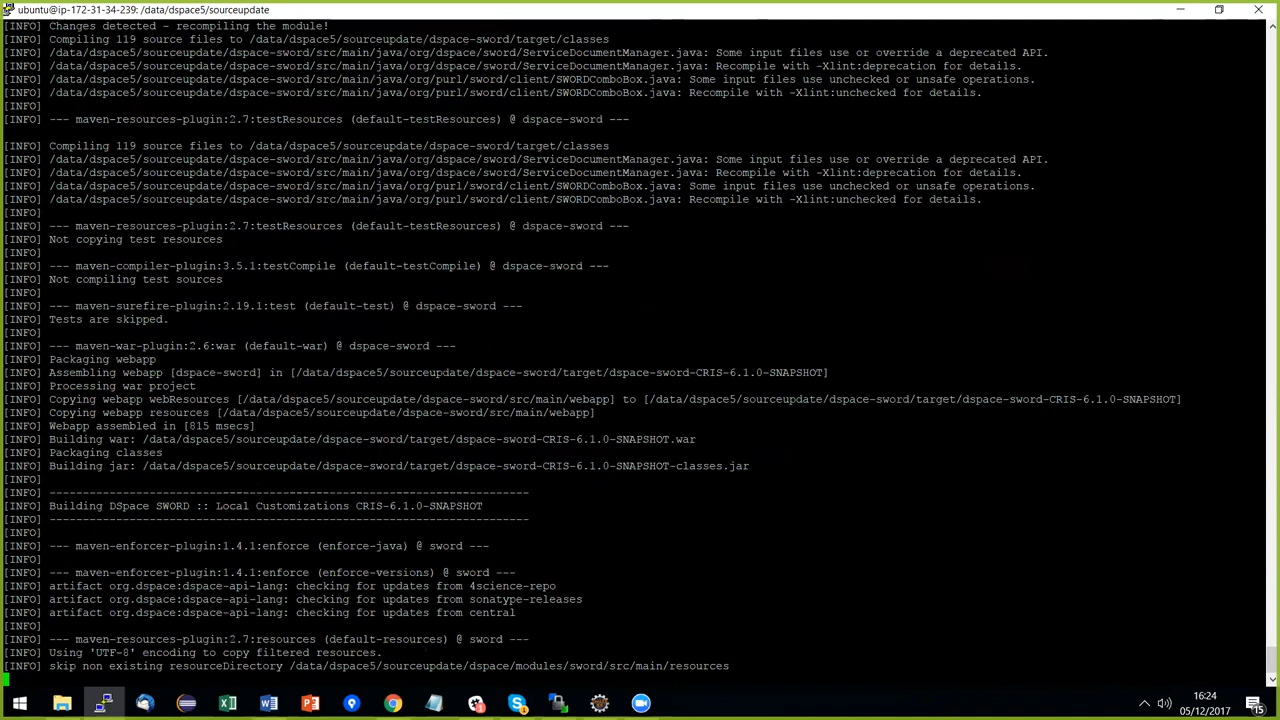 ubuntu@ip-172-31-34-239: /data/dspace5/sourceupdate
[INFO] Changes detected - recompiling the module!
[INFO] Compiling 119 source files to /data/dspace5/sourceupdate/dspace-sword/target/classes
[INFO] /data/dspace5/sourceupdate/dspace-sword/src/main/java/org/dspace/sword/ServiceDocumentManager.java: Some input files use or override a deprecated API.
[INFO] /data/dspace5/sourceupdate/dspace-sword/src/main/java/org/dspace/sword/ServiceDocumentManager.java: Recompile with -Xlint:deprecation for details.
[INFO] /data/dspace5/sourceupdate/dspace-sword/src/main/java/org/purl/sword/client/SWORDComboBox.java: Some input files use unchecked or unsafe operations.
[INFO] /data/dspace5/sourceupdate/dspace-sword/src/main/java/org/purl/sword/client/SWORDComboBox.java: Recompile with -Xlint:unchecked for details.
[INFO]
[INFO] --- maven-resources-plugin:2.7:testResources (default-testResources) @ dspace-sword ---
[INFO] Compiling 119 source files to /data/dspace5/sourceupdate/dspace-sword/target/classes
[INFO] /data/dspace5/sourceupdate/dspace-sword/src/main/java/org/dspace/sword/ServiceDocumentManager.java: Some input files use or override a deprecated API.
[INFO] /data/dspace5/sourceupdate/dspace-sword/src/main/java/org/dspace/sword/ServiceDocumentManager.java: Recompile with -Xlint:deprecation for details.
[INFO] /data/dspace5/sourceupdate/dspace-sword/src/main/java/org/purl/sword/client/SWORDComboBox.java: Some input files use unchecked or unsafe operations.
[INFO] /data/dspace5/sourceupdate/dspace-sword/src/main/java/org/purl/sword/client/SWORDComboBox.java: Recompile with -Xlint:unchecked for details.
[INFO]
[INFO] --- maven-resources-plugin:2.7:testResources (default-testResources) @ dspace-sword ---
[INFO] Not copying test resources
[INFO]
[INFO] --- maven-compiler-plugin:3.5.1:testCompile (default-testCompile) @ dspace-sword ---
[INFO] Not compiling test sources
[INFO]
[INFO] --- maven-surefire-plugin:2.19.1:test (default-test) @ dspace-sword ---
[INFO] Tests are skipped.
[INFO]
[INFO] --- maven-war-plugin:2.6:war (default-war) @ dspace-sword ---
[INFO] Packaging webapp
[INFO] Assembling webapp [dspace-sword] in [/data/dspace5/sourceupdate/dspace-sword/target/dspace-sword-CRIS-6.1.0-SNAPSHOT]
[INFO] Processing war project
[INFO] Copying webapp webResources [/data/dspace5/sourceupdate/dspace-sword/src/main/webapp] to [/data/dspace5/sourceupdate/dspace-sword/target/dspace-sword-CRIS-6.1.0-SNAPSHOT]
[INFO] Copying webapp resources [/data/dspace5/sourceupdate/dspace-sword/src/main/webapp]
[INFO] Webapp assembled in [815 msecs]
[INFO] Building war: /data/dspace5/sourceupdate/dspace-sword/target/dspace-sword-CRIS-6.1.0-SNAPSHOT.war
[INFO] Packaging classes
[INFO] Building jar: /data/dspace5/sourceupdate/dspace-sword/target/dspace-sword-CRIS-6.1.0-SNAPSHOT-classes.jar
[INFO]
[INFO] ------------------------------------------------------------------------
[INFO] Building DSpace SWORD :: Local Customizations CRIS-6.1.0-SNAPSHOT
[INFO] ------------------------------------------------------------------------
[INFO]
[INFO] --- maven-enforcer-plugin:1.4.1:enforce (enforce-java) @ sword ---
[INFO]
[INFO] --- maven-enforcer-plugin:1.4.1:enforce (enforce-versions) @ sword ---
[INFO] artifact org.dspace:dspace-api-lang: checking for updates from 4science-repo
[INFO] artifact org.dspace:dspace-api-lang: checking for updates from sonatype-releases
[INFO] artifact org.dspace:dspace-api-lang: checking for updates from central
[INFO]
[INFO] --- maven-resources-plugin:2.7:resources (default-resources) @ sword ---
[INFO] Using 'UTF-8' encoding to copy filtered resources.
[INFO] skip non existing resourceDirectory /data/dspace5/sourceupdate/dspace/modules/sword/src/main/resources
16:24
05/12/2017
15